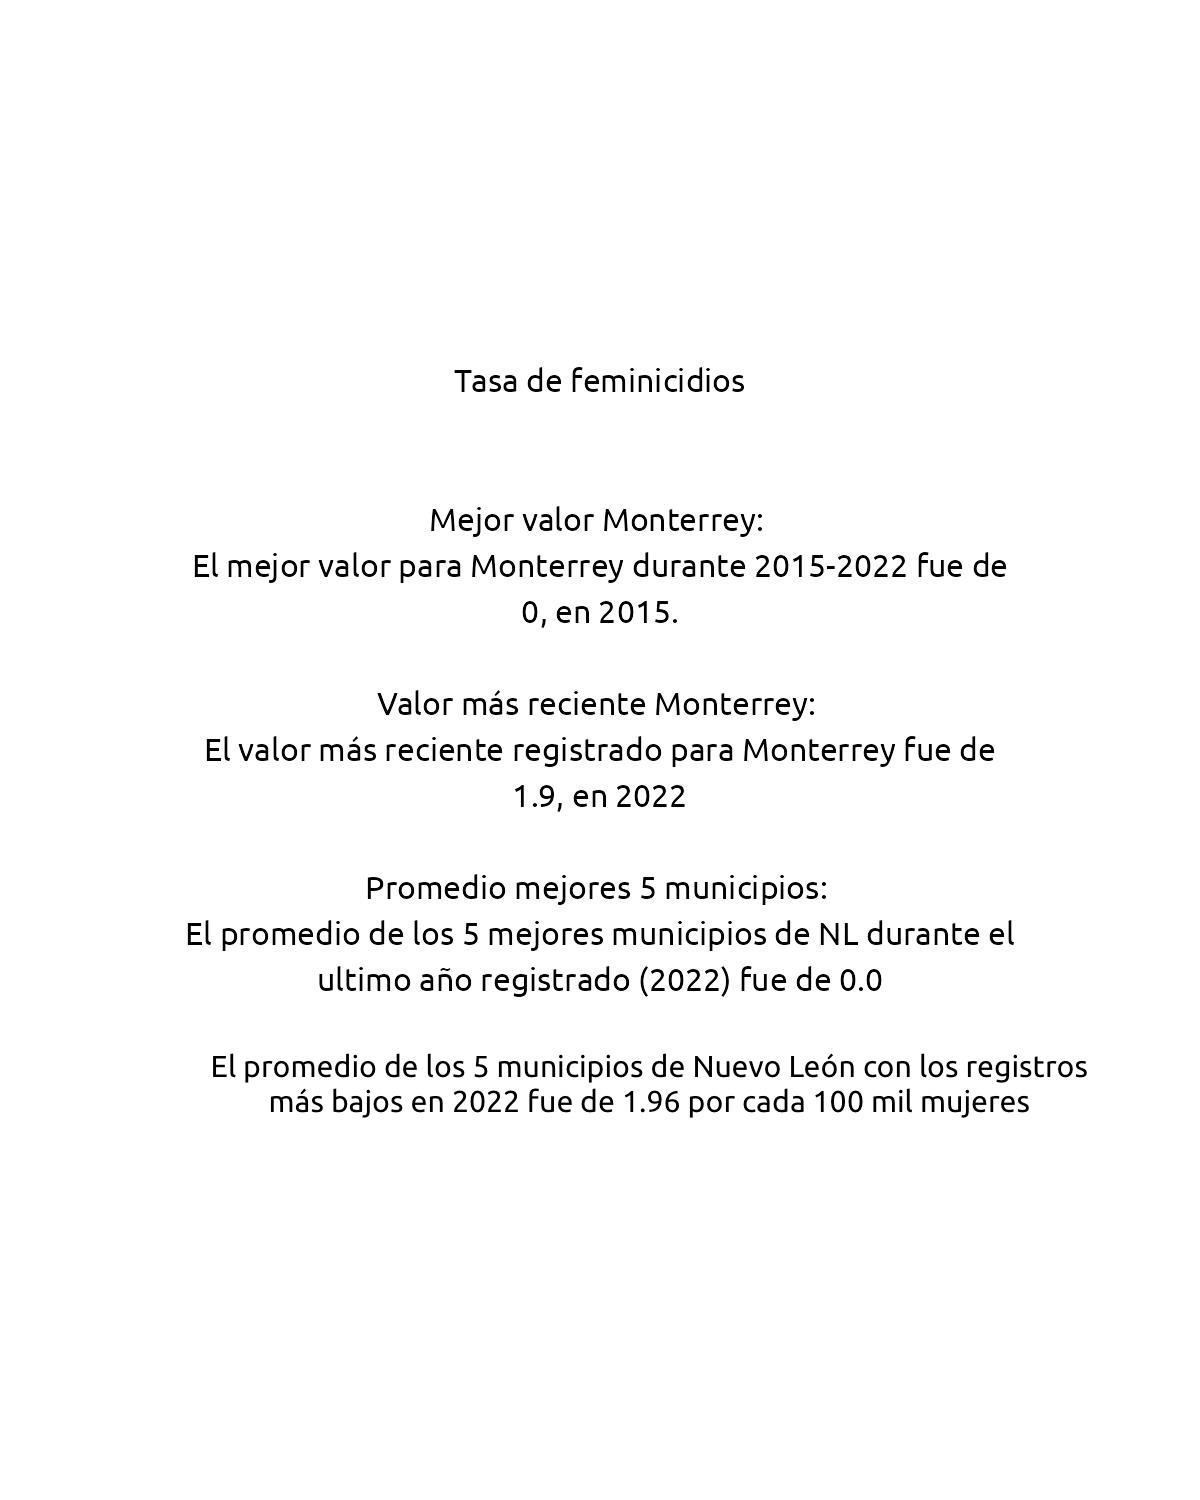 Tasa de feminicidios
Mejor valor Monterrey:
El mejor valor para Monterrey durante 2015-2022 fue de
0, en 2015.
Valor más reciente Monterrey:
El valor más reciente registrado para Monterrey fue de
1.9, en 2022
Promedio mejores 5 municipios:
El promedio de los 5 mejores municipios de NL durante el
ultimo año registrado (2022) fue de 0.0
El promedio de los 5 municipios de Nuevo León con los registros
más bajos en 2022 fue de 1.96 por cada 100 mil mujeres